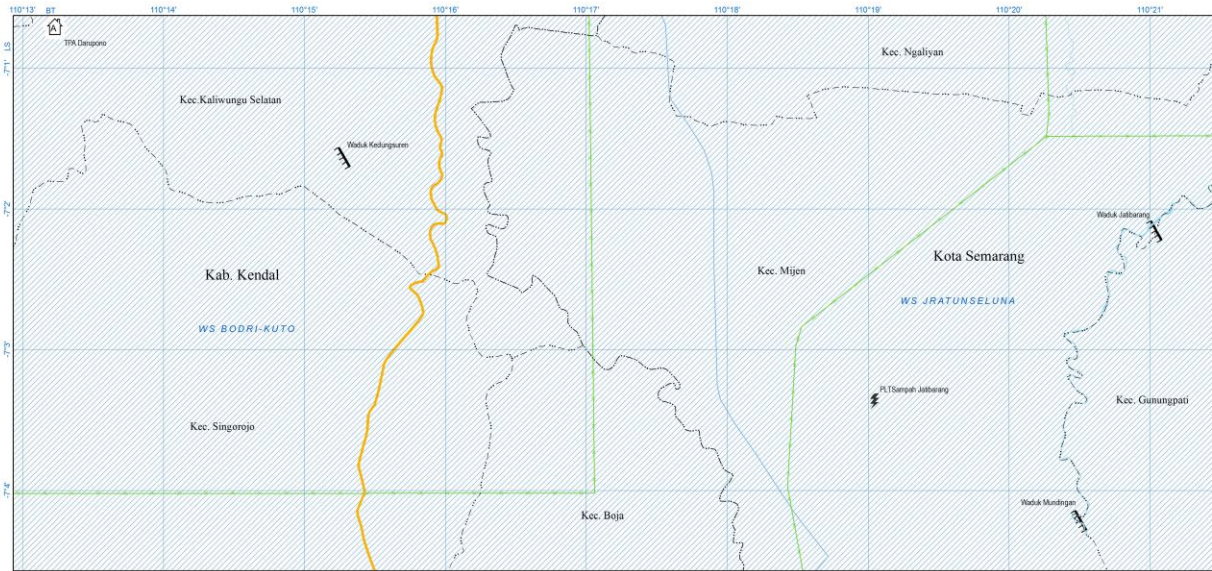 110°13' BT 110°14' 110°15' 110°16' 110°17' 110°18' 110°19' 110°20' 110°21'
LS
A
TPA Darupono
Kec. Ngaliyan
-7°1'
Kec.Kaliwungu Selatan
Waduk Kedungsuren
-7°2'
Waduk Jatibarang
Kota Semarang
Kec. Mijen
Kab. Kendal
WS JRATUNSELUNA
WS BODRI-KUTO
-7°3'
PLTSampah Jatibarang
Kec. Gunungpati
Kec. Singorojo
-7°4'
Waduk Mundingan
Kec. Boja